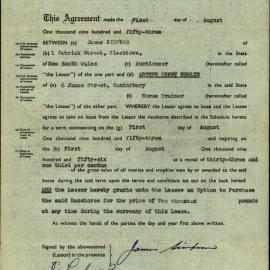 This Agreement made the First day of August
One thousand nine hundred and fifty-three
BETWEEN (a) James SIMPSON
(b) 1 Patrick Street, Blacktown, in the State
(c) New South Wales (d) Auctioneer (hereafter called
"the Lessor") of the one part and (d) ARTHUR HENRY
of (e) 6 James Street, Canterbury in the said State
(f) Horse Trainer (hereinafter called
"the Lessee") of the other part WHEREBY the Lessor agrees to lease and the Lessee
agrees to take on lease from the Lessor the racehorse described in the Schedule hereto
for a term commencing on the (g) First day of August
One thousand nine hundred and fifty-three and expiring on
the (h) First day of August One thousand nine
hundred and fifty-six at a rental of thirty-three and
one third per centum
of the gross value of all monies and trophies won by or awarded to the said horse
during the said term upon the terms and conditions set out on the back hereof
AND the Lessor hereby grants unto the Lessee an Option to Purchase
the said Racehorse for the price of Two thousand pounds
at any time during the currency of this Lease.
As witness the hands of the parties the day and year first above written.
Signed by the abovenamed
(Lessor) in the presence
James Simpson